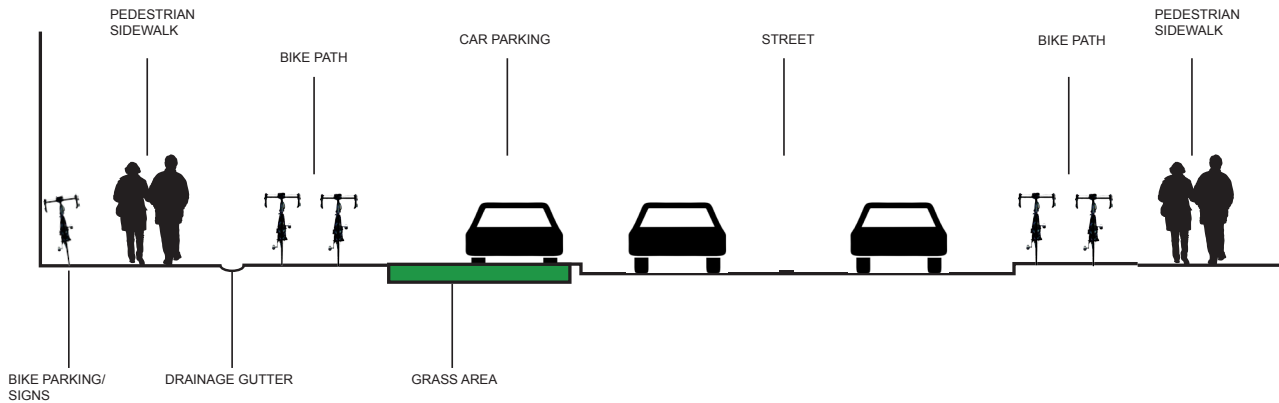 PEDESTRIAN
SIDEWALK
BIKE PATH
CAR PARKING
STREET
BIKE PATH
PEDESTRIAN
SIDEWALK
BIKE PARKING/
SIGNS
DRAINAGE GUTTER
GRASS AREA